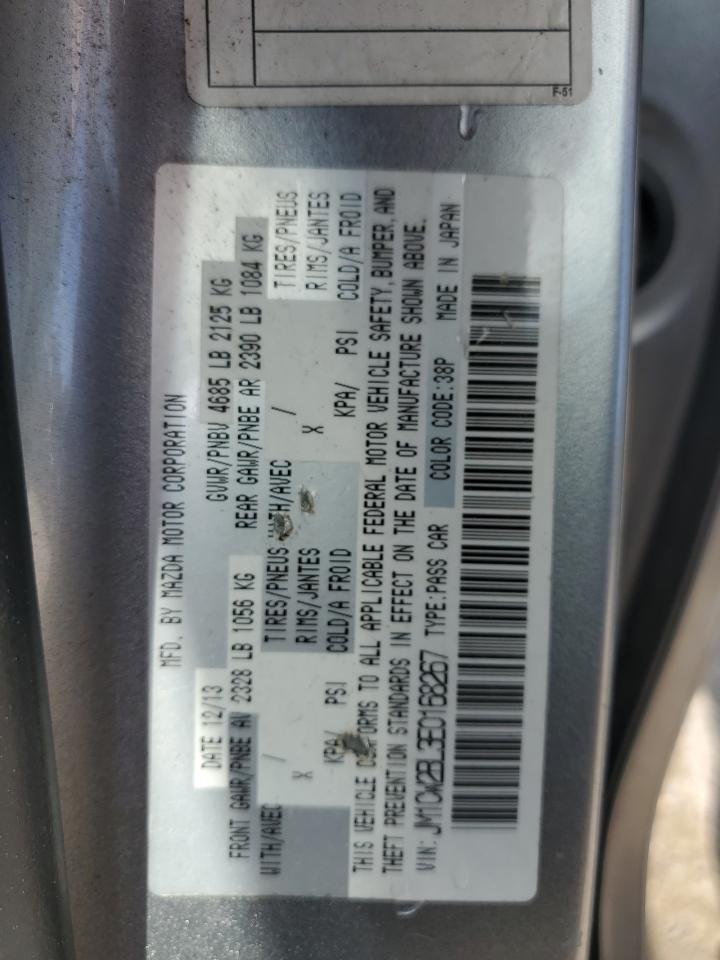 F-51
MFD. BY MAZDA MOTOR CORPORATION
DATE 12/13 GVWR/PNBV 4685 LB 2125 KG
FRONT GAWR/PNBE AV 2328 LB 1056 KG REAR GAWR/PNBE AR 2390 LB 1084 KG
WITH/AVEC / TIRES/PNEUS WITH/AVEC / TIRES/PNEUS
X RIMS/JANTES X RIMS/JANTES
KPA/ PSI COLD/A FROID KPA/ PSI COLD/A FROID
THIS VEHICLE CONFORMS TO ALL APPLICABLE FEDERAL MOTOR VEHICLE SAFETY, BUMPER, AND
THEFT PREVENTION STANDARDS IN EFFECT ON THE DATE OF MANUFACTURE SHOWN ABOVE.
VIN: JM1CW2BL3E0168267 TYPE:PASS CAR COLOR CODE:38P MADE IN JAPAN